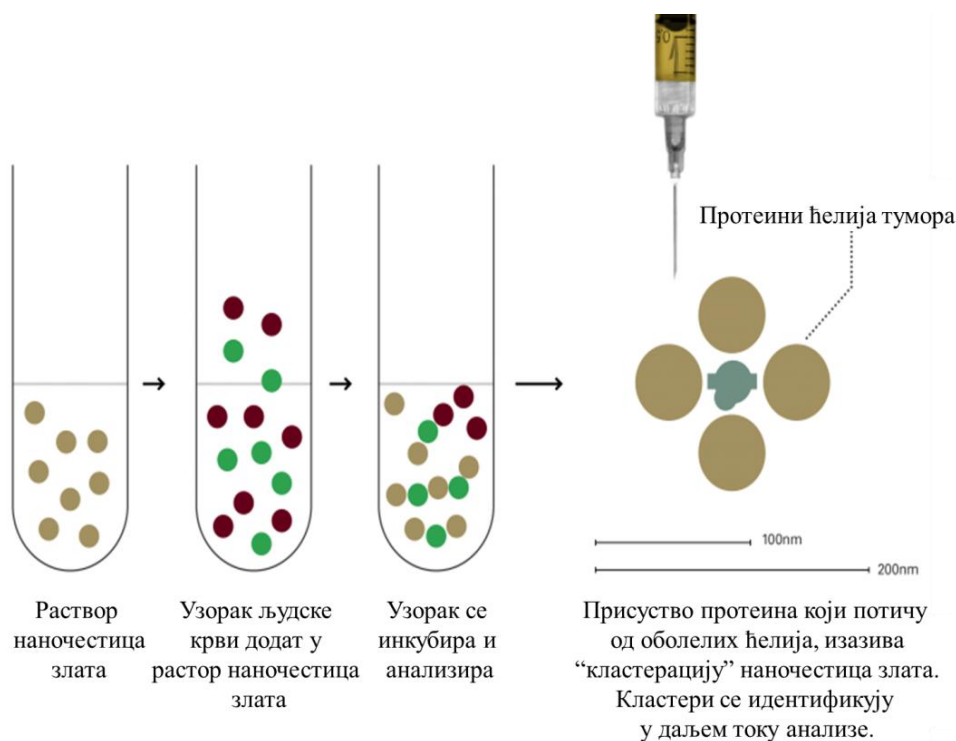 Протеини ћелија тумора
100nm
200nm
Раствор
наночестица
злата
Узорак људске
крви додат у
растор наночестица
злата
Узорак се
инкубира и
анализира
Присуство протеина који потичу
од оболелих ћелија, изазива
“кластерацију” наночестица злата.
Кластери се идентификују
у даљем току анализе.